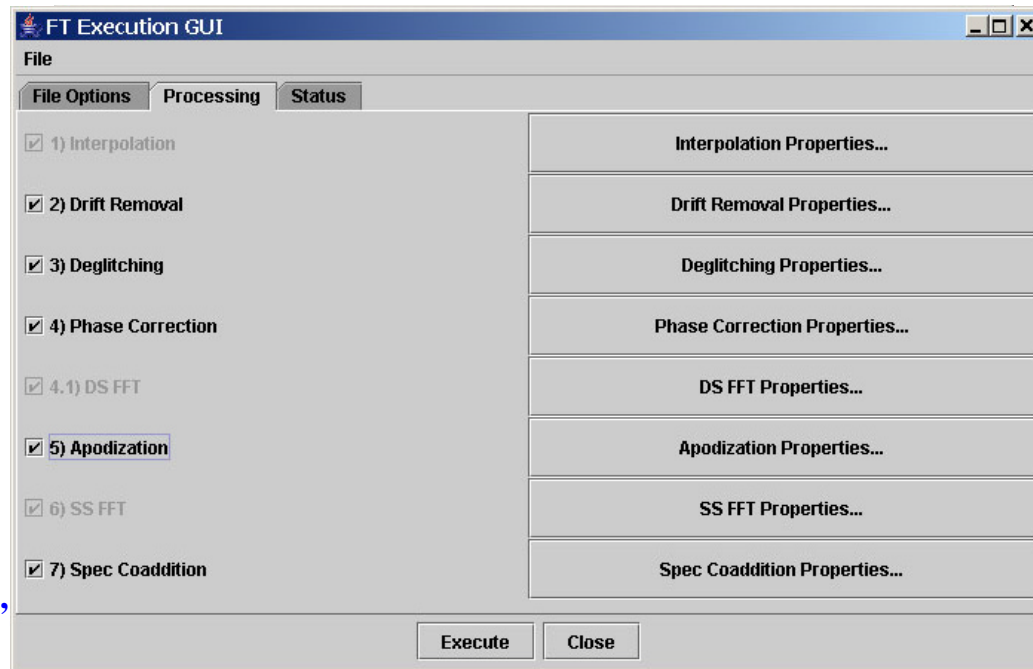 FT Execution GUI
File
File Options Processing Status
1) Interpolation Interpolation Properties...
2) Drift Removal Drift Removal Properties...
3) Deglitching Deglitching Properties...
4) Phase Correction Phase Correction Properties...
4.1) DS FFT DS FFT Properties...
5) Apodization Apodization Properties...
6) SS FFT SS FFT Properties...
7) Spec Coaddition Spec Coaddition Properties...
,
Execute Close